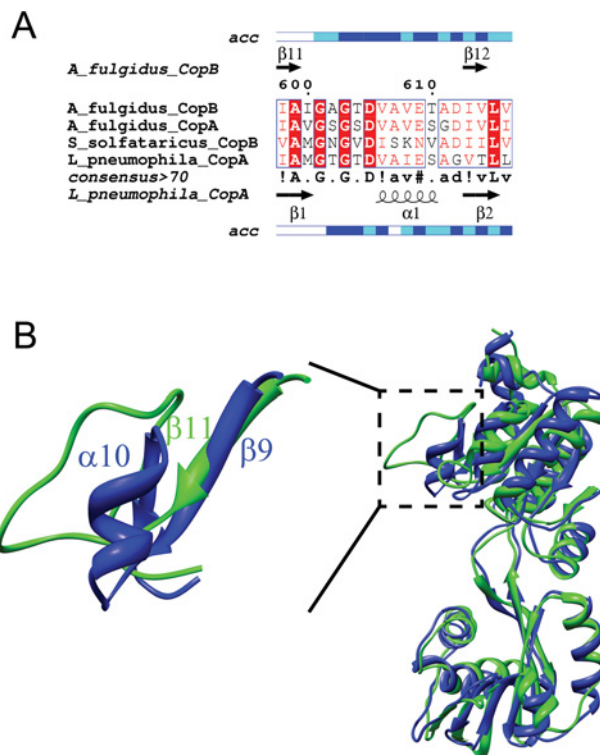 A
acc
β11 β12
A_fulgidus_CopB
600 610
A_fulgidus_CopB IAIGAGTDVAVETADIVLV
A_fulgidus_CopA IAVGSGSDVAVESGDIVLI
S_solfataricus_CopB VAMGNGVDISKNVADIILV
L_pneumophila_CopA IAMGTGTDVAIESAGVTLL
consensus>70 !A.G.G.D!av#.ad!vLv
L_pneumophila_CopA
β1 α1 β2
acc
B
β11
α10 β9